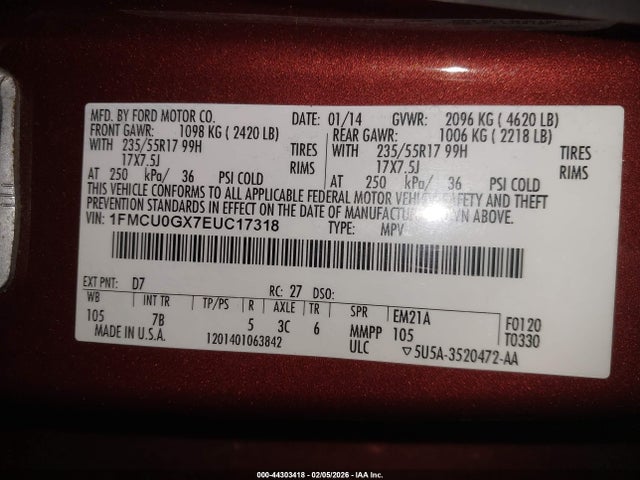 MFD. BY FORD MOTOR CO. DATE: 01/14 GVWR: 2096 KG ( 4620 LB)
FRONT GAWR: 1098 KG ( 2420 LB) REAR GAWR: 1006 KG ( 2218 LB)
WITH 235/55R17 99H TIRES WITH 235/55R17 99H TIRES
17X7.5J RIMS 17X7.5J RIMS
AT 250 kPa/ 36 PSI COLD AT 250 kPa/ 36 PSI COLD
THIS VEHICLE CONFORMS TO ALL APPLICABLE FEDERAL MOTOR VEHICLE SAFETY AND THEFT
PREVENTION STANDARDS IN EFFECT ON THE DATE OF MANUFACTURE SHOWN ABOVE.
VIN: 1FMCU0GX7EUC17318 TYPE: MPV
EXT PNT: D7 RC: 27 DSO:
WB INT TR TP/PS R AXLE TR SPR EM21A F0120
105 7B 5 3C 6 MMPP 105 T0330
MADE IN U.S.A. 1201401063842 ULC ▽5U5A-3520472-AA
000-44303418 - 02/05/2026 - IAA Inc.